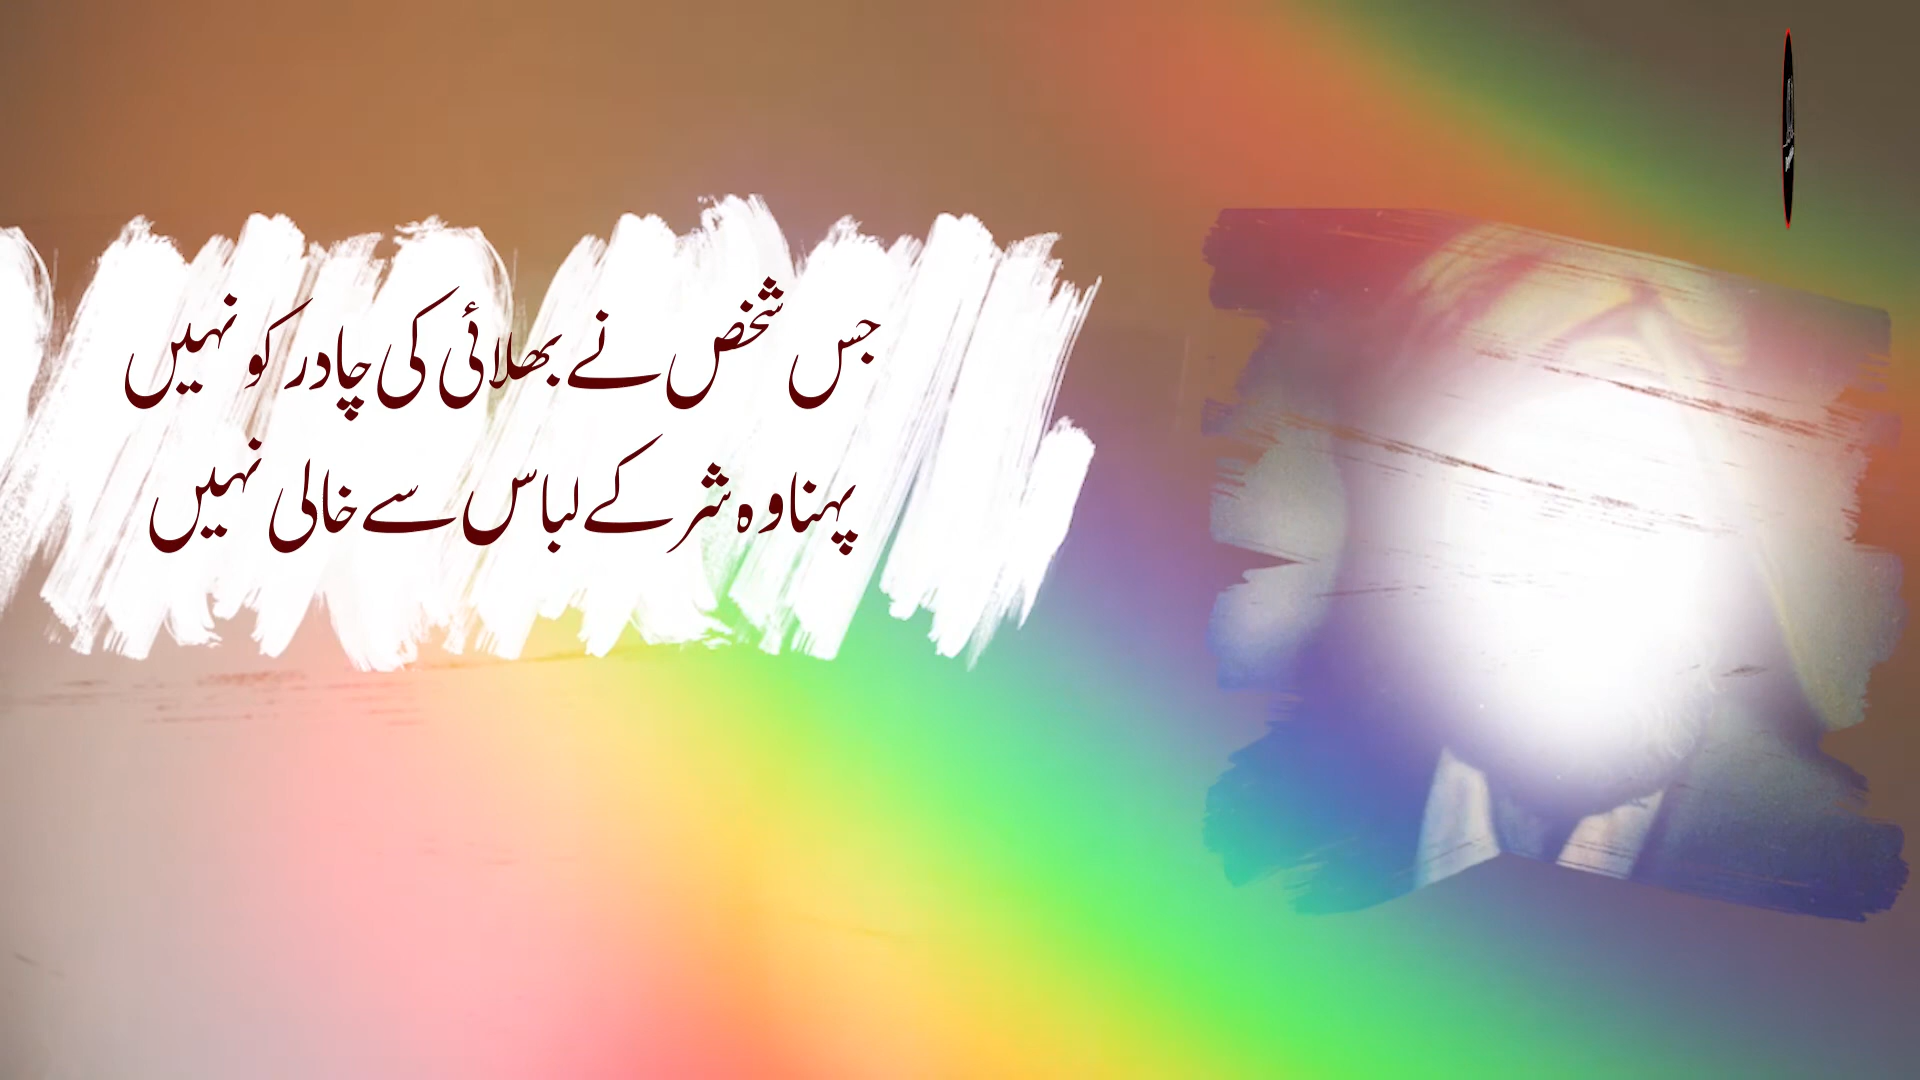 جس شخص نے بھلائی کی چادر کو نہیں
پہنا وہ شر کے لباس سے خالی نہیں